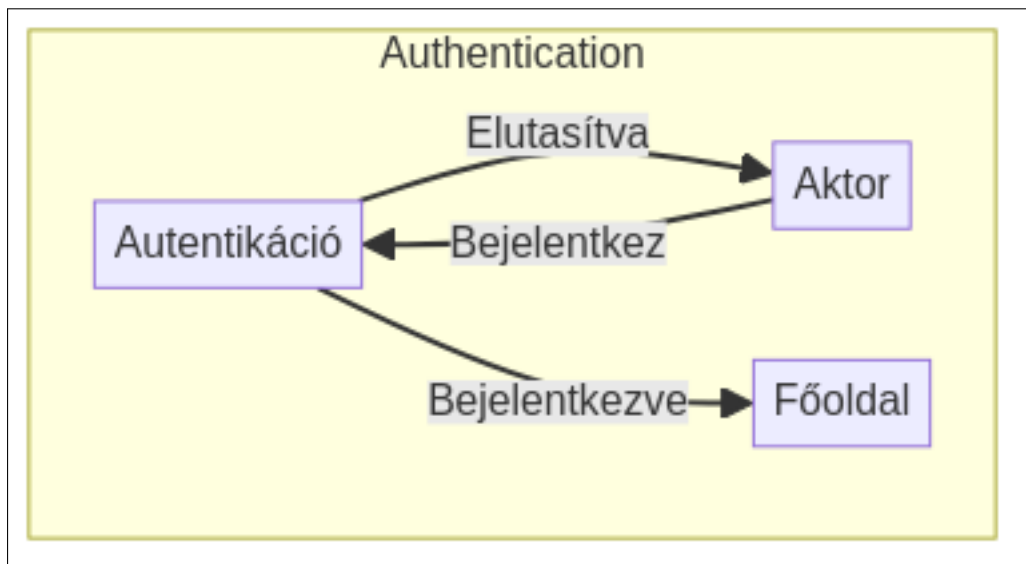 Authentication
Elutasítva
Aktor
Autentikáció
Bejelentkez
Bejelentkezve
Főoldal